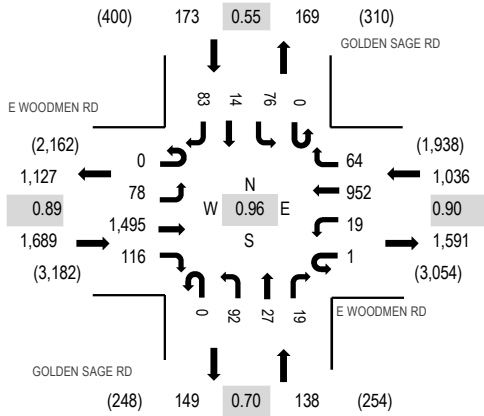 (400) 173 0.55 169 (310)
GOLDEN SAGE RD
E WOODMEN RD
83 14 76 0
(2,162) (1,938)
0 64
1,127 1,036
78 N 952
0.89 W 0.96 E 0.90
1,495 19
1,689 S 1,591
116 1
(3,182) (3,054)
0 92 27 19
E WOODMEN RD
GOLDEN SAGE RD
(248) 149 0.70 138 (254)